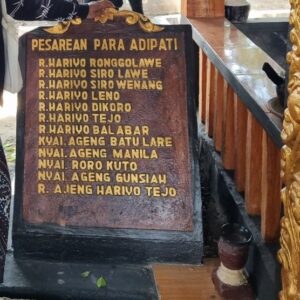 PESAREAN PARA ADIPATI
R.HARIYO RONGGOLAWE
R.HARIYO SIRO LAWE
R.HARIYO SIRO WENANG
R.HARIYO LENO
R.HARIYO DIKORO
R.HARIYO TEJO
R.HARIYO BALABAR
KYAI. AGENG BATU LARE
NYAI. AGENG MANILA
NYAI. RORO KUTO
NYAI. AGENG GUNSIAH
R. AJENG HARIYO TEJO